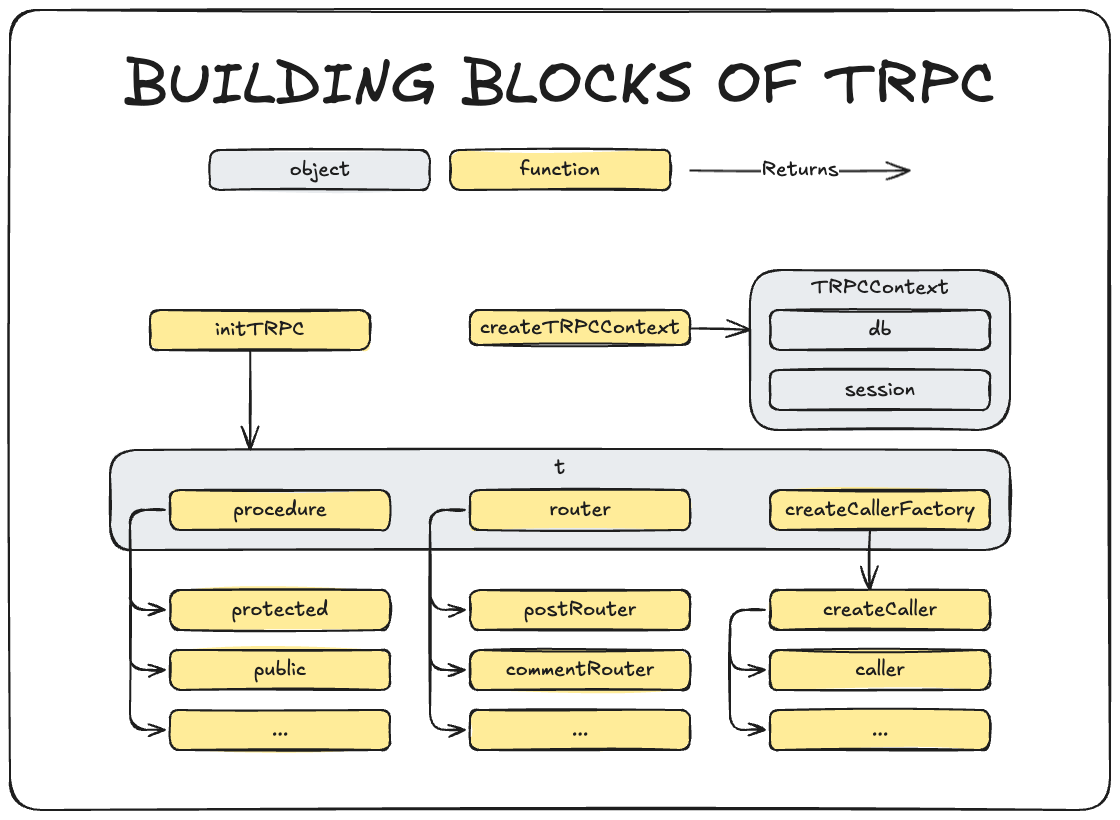 BUILDING BLOCKS OF TRPC
object
function
Returns
TRPCContext
initTRPC
createTRPCContext
db
session
t
procedure
router
createCallerFactory
protected
postRouter
createCaller
public
commentRouter
caller
...
...
...